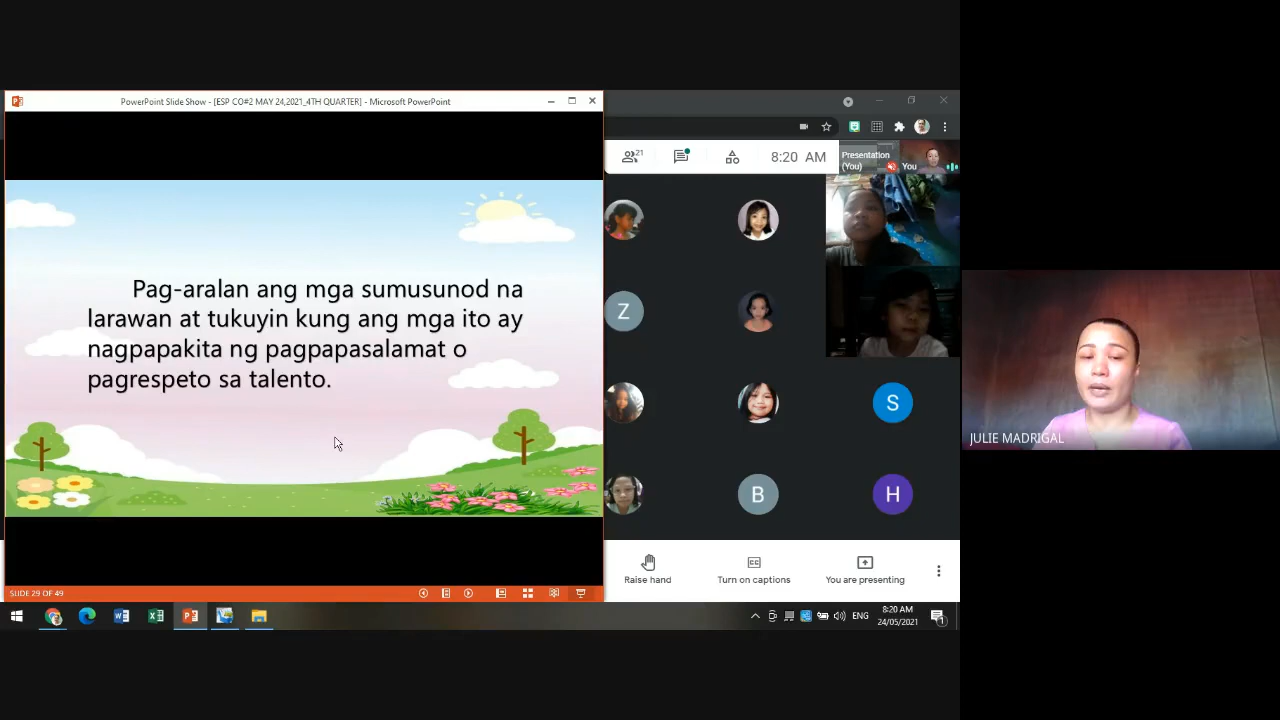 PowerPoint Slide Show - [ESP CO#2 MAY 24,2021_4TH QUARTER] - Microsoft PowerPoint
Pag-aralan ang mga sumusunod na
larawan at tukuyin kung ang mga ito ay
nagpapakita ng pagpapasalamat o
pagrespeto sa talento.
SLIDE 29 OF 49
21
8:20 AM
Presentation
(You)
You
Z
S
B
H
Raise hand
Turn on captions
You are presenting
JULIE MADRIGAL
ENG
8:20 AM
24/05/2021
1